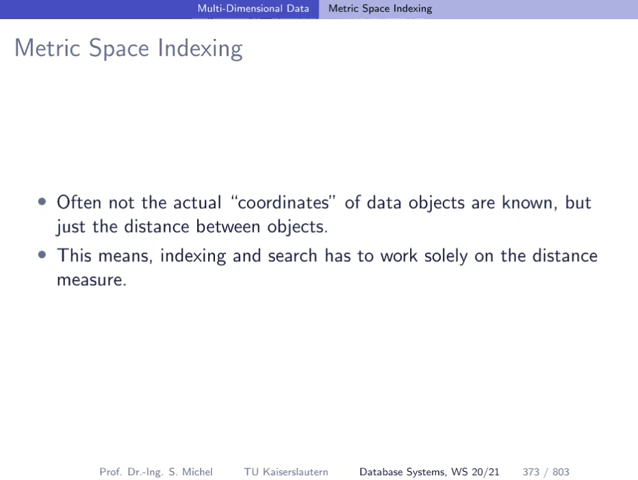 Multi-Dimensional Data Metric Space Indexing
Metric Space Indexing
• Often not the actual “coordinates” of data objects are known, but
just the distance between objects.
• This means, indexing and search has to work solely on the distance
measure.
Prof. Dr.-Ing. S. Michel TU Kaiserslautern Database Systems, WS 20/21 373 / 803